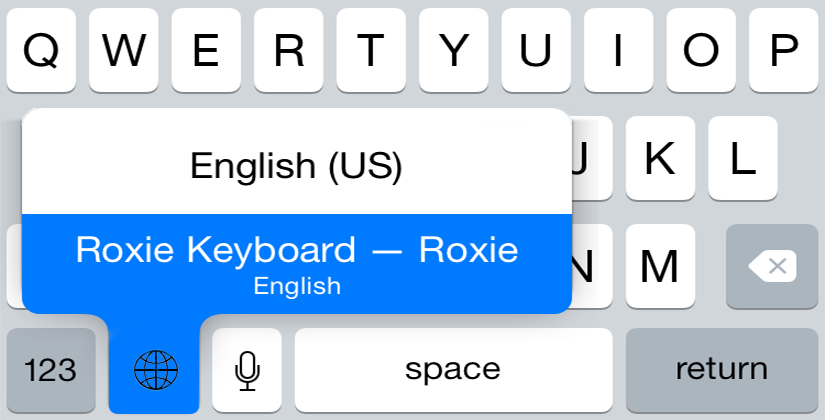 Q W E R T Y U I O P
English (US)
J K L
Roxie Keyboard — Roxie
English
N M
123 space return